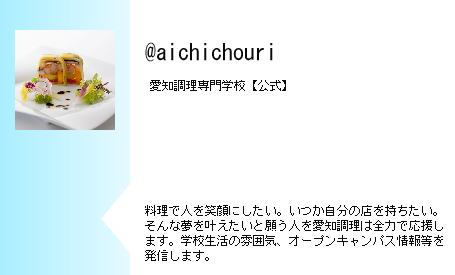 @aichichouri
愛知調理専門学校【公式】
料理で人を笑顔にしたい。いつか自分の店を持ちたい。
そんな夢を叶えたいと願う人を愛知調理は全力で応援し
ます。学校生活の雰囲気、オープンキャンパス情報等を
発信します。